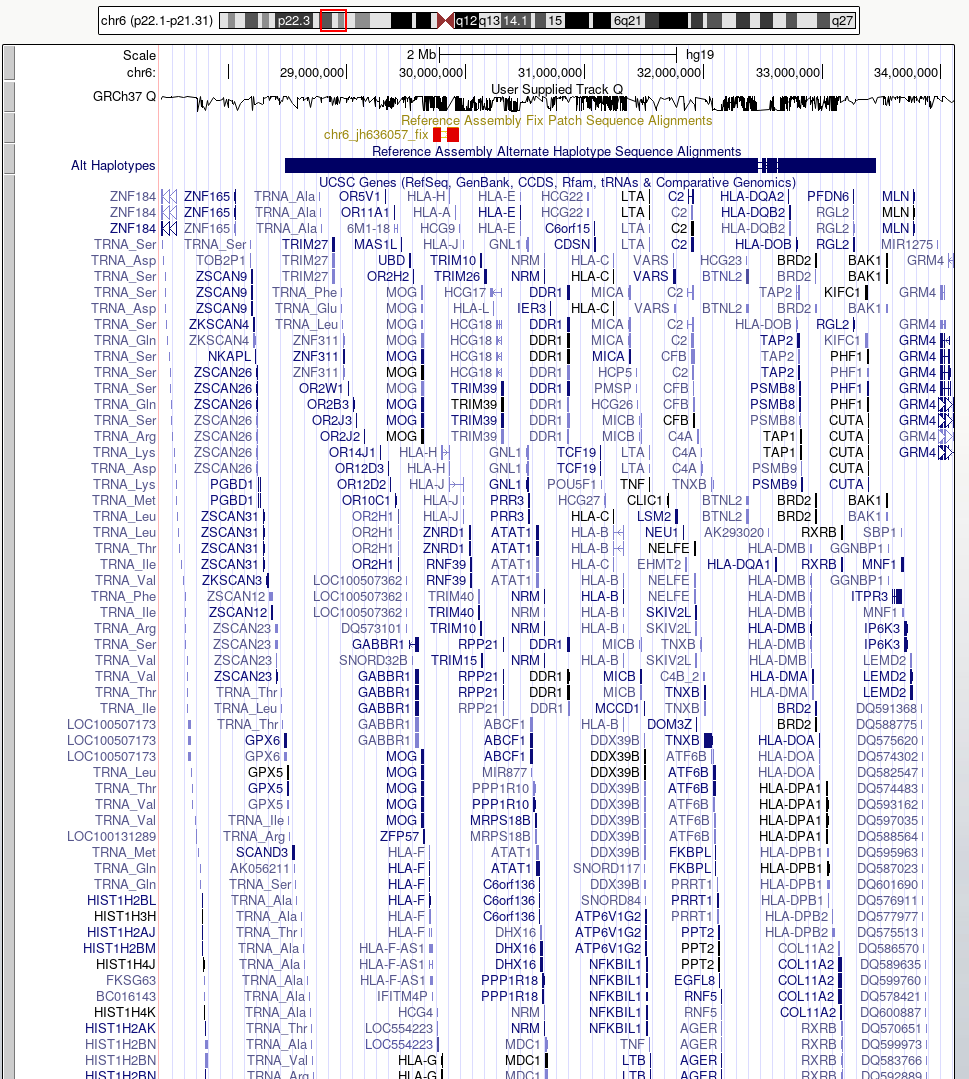 chr6 (p22.1-p21.31) p22.3 q12 q13 14.1 15 6q21 q27
Scale 2 Mb hg19
chr6: 29,000,000 30,000,000 31,000,000 32,000,000 33,000,000 34,000,000
User Supplied Track Q
GRCh37 Q
Reference Assembly Fix Patch Sequence Alignments
chr6_jh636057_fix
Reference Assembly Alternate Haplotype Sequence Alignments
Alt Haplotypes
UCSC Genes (RefSeq, GenBank, CCDS, Rfam, tRNAs & Comparative Genomics)
ZNF184 ZNF165 TRNA_Ala OR5V1 HLA-H HLA-E HCG22 LTA C2 HLA-DQA2 PFDN6 MLN
ZNF184 ZNF165 TRNA_Ala OR11A1 HLA-A HLA-E HCG22 LTA C2 HLA-DQB2 RGL2 MLN
ZNF184 ZNF165 TRNA_Ala 6M1-18 HCG9 HLA-E C6orf15 LTA C2 HLA-DQB2 RGL2 MLN
TRNA_Ser TRNA_Ser TRIM27 MAS1L HLA-J GNL1 CDSN LTA C2 HLA-DOB RGL2 MIR1275
TRNA_Asp TOB2P1 TRIM27 UBD TRIM10 NRM HLA-C VARS HCG23 BRD2 BAK1 GRM4
TRNA_Ser ZSCAN9 TRIM27 OR2H2 TRIM26 NRM HLA-C VARS BTNL2 BRD2 BAK1
TRNA_Ser ZSCAN9 TRNA_Phe MOG HCG17 DDR1 MICA C2 TAP2 KIFC1 GRM4
TRNA_Asp ZSCAN9 TRNA_Glu MOG HLA-L IER3 HLA-C VARS BTNL2 BRD2 BAK1
TRNA_Ser ZKSCAN4 TRNA_Leu MOG HCG18 DDR1 MICA C2 HLA-DOB RGL2 GRM4
TRNA_Gln ZKSCAN4 ZNF311 MOG HCG18 DDR1 MICA C2 TAP2 KIFC1 GRM4
TRNA_Ser NKAPL ZNF311 MOG HCG18 DDR1 MICA CFB TAP2 PHF1 GRM4
TRNA_Ser ZSCAN26 ZNF311 MOG HCG18 DDR1 HCP5 C2 TAP2 PHF1 GRM4
TRNA_Ser ZSCAN26 OR2W1 MOG TRIM39 DDR1 PMSP CFB PSMB8 PHF1 GRM4
TRNA_Gln ZSCAN26 OR2B3 MOG TRIM39 DDR1 HCG26 CFB PSMB8 PHF1 GRM4
TRNA_Ser ZSCAN26 OR2J3 MOG TRIM39 DDR1 MICB CFB PSMB8 CUTA GRM4
TRNA_Arg ZSCAN26 OR2J2 MOG TRIM39 DDR1 MICB C4A TAP1 CUTA GRM4
TRNA_Lys ZSCAN26 OR14J1 HLA-H GNL1 TCF19 LTA C4A TAP1 CUTA GRM4
TRNA_Asp ZSCAN26 OR12D3 HLA-H GNL1 TCF19 LTA C4A PSMB9 CUTA
TRNA_Lys PGBD1 OR12D2 HLA-J GNL1 POU5F1 TNF TNXB PSMB9 CUTA
TRNA_Met PGBD1 OR10C1 HLA-J PRR3 HCG27 CLIC1 BTNL2 BRD2 BAK1
TRNA_Leu ZSCAN31 OR2H1 HLA-J PRR3 HLA-C LSM2 BTNL2 BRD2 BAK1
TRNA_Leu ZSCAN31 OR2H1 ZNRD1 ATAT1 HLA-B NEU1 AK293020 RXRB SBP1
TRNA_Thr ZSCAN31 OR2H1 ZNRD1 ATAT1 HLA-B NELFE HLA-DMB GGNBP1
TRNA_Ile ZSCAN31 OR2H1 RNF39 ATAT1 HLA-C EHMT2 HLA-DQA1 RXRB MNF1
TRNA_Val ZKSCAN3 LOC100507362 RNF39 ATAT1 HLA-B NELFE HLA-DMB GGNBP1
TRNA_Phe ZSCAN12 LOC100507362 TRIM40 NRM HLA-B NELFE HLA-DMB ITPR3
TRNA_Ile ZSCAN12 LOC100507362 TRIM40 NRM HLA-B SKIV2L HLA-DMB MNF1
TRNA_Arg ZSCAN23 DQ573101 TRIM10 NRM HLA-B SKIV2L HLA-DMB IP6K3
TRNA_Ser ZSCAN23 GABBR1 RPP21 DDR1 MICB TNXB HLA-DMB IP6K3
TRNA_Val ZSCAN23 SNORD32B TRIM15 NRM HLA-B SKIV2L HLA-DMB LEMD2
TRNA_Val ZSCAN23 GABBR1 RPP21 DDR1 MICB C4B_2 HLA-DMA LEMD2
TRNA_Thr TRNA_Thr GABBR1 RPP21 DDR1 MICB TNXB HLA-DMA LEMD2
TRNA_Ile TRNA_Leu GABBR1 RPP21 DDR1 MCCD1 TNXB BRD2 DQ591368
LOC100507173 TRNA_Thr GABBR1 ABCF1 HLA-B DOM3Z BRD2 DQ588775
LOC100507173 GPX6 GABBR1 ABCF1 DDX39B TNXB HLA-DOA DQ575620
LOC100507173 GPX6 MOG ABCF1 DDX39B ATF6B HLA-DOA DQ574302
TRNA_Leu GPX5 MOG MIR877 DDX39B ATF6B HLA-DOA DQ582547
TRNA_Thr GPX5 MOG PPP1R10 DDX39B ATF6B HLA-DPA1 DQ574483
TRNA_Val GPX5 MOG PPP1R10 DDX39B ATF6B HLA-DPA1 DQ593162
TRNA_Val TRNA_Ile MOG MRPS18B DDX39B ATF6B HLA-DPA1 DQ597035
LOC100131289 TRNA_Arg ZFP57 MRPS18B DDX39B ATF6B HLA-DPA1 DQ588564
TRNA_Met SCAND3 HLA-F ATAT1 DDX39B FKBPL HLA-DPB1 DQ595963
TRNA_Gln AK056211 HLA-F ATAT1 SNORD117 FKBPL HLA-DPB1 DQ587023
TRNA_Gln TRNA_Ser HLA-F C6orf136 DDX39B PRRT1 HLA-DPB1 DQ601690
HIST1H2BL TRNA_Ala HLA-F C6orf136 SNORD84 PRRT1 HLA-DPB1 DQ576911
HIST1H3H TRNA_Ala HLA-F C6orf136 ATP6V1G2 PRRT1 HLA-DPB2 DQ577977
HIST1H2AJ TRNA_Thr HLA-F DHX16 ATP6V1G2 PPT2 HLA-DPB2 DQ575513
HIST1H2BM TRNA_Ala HLA-F-AS1 DHX16 ATP6V1G2 PPT2 COL11A2 DQ586570
HIST1H4J TRNA_Ala HLA-F-AS1 DHX16 NFKBIL1 PPT2 COL11A2 DQ589635
FKSG63 TRNA_Ala HLA-F-AS1 PPP1R18 NFKBIL1 EGFL8 COL11A2 DQ599760
BC016143 TRNA_Ala IFITM4P PPP1R18 NFKBIL1 RNF5 COL11A2 DQ578421
HIST1H4K TRNA_Ala HCG4 NRM NFKBIL1 RNF5 COL11A2 DQ600887
HIST1H2AK TRNA_Thr LOC554223 NRM NFKBIL1 AGER RXRB DQ570651
HIST1H2BN TRNA_Ala LOC554223 MDC1 TNF AGER RXRB DQ599973
HIST1H2BN TRNA_Val HLA-G MDC1 LTB AGER RXRB DQ583766
HIST1H2BN TRNA_Arg HLA-G MDC1 LTB AGER RXRB DQ592889